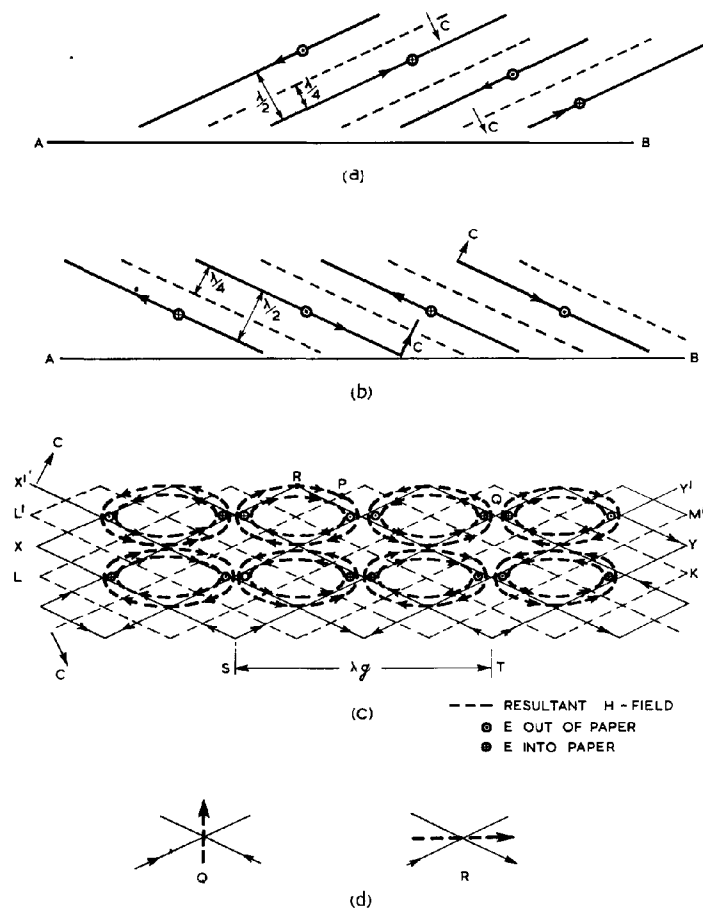 C
λ/2
λ/4
C
A B
(a)
C
λ/4
λ/2
C
A B
(b)
C
X' R P Q Y'
L' M'
X Y
L K
C
S λg T
(c)
--- RESULTANT H-FIELD
⊙ E OUT OF PAPER
⊕ E INTO PAPER
Q R
(d)